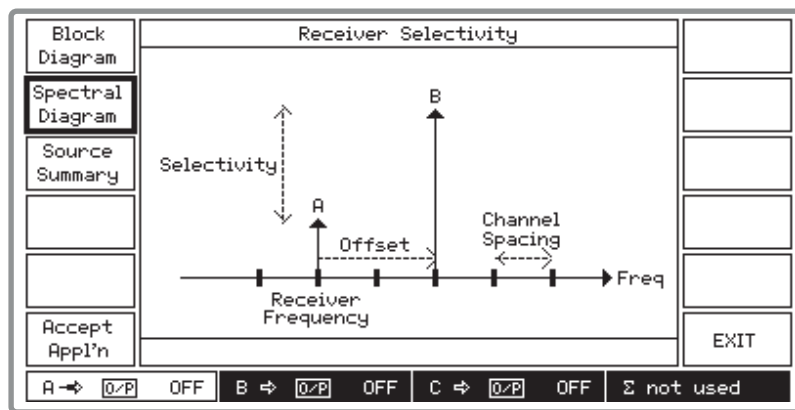 Block
Diagram
Receiver Selectivity
Spectral
Diagram
B
Source
Summary
Selectivity
A
Offset
Channel
Spacing
Freq
Receiver
Frequency
Accept
Appl'n
EXIT
A ➔ O/P OFF B ⇨ O/P OFF C ⇨ O/P OFF Σ not used